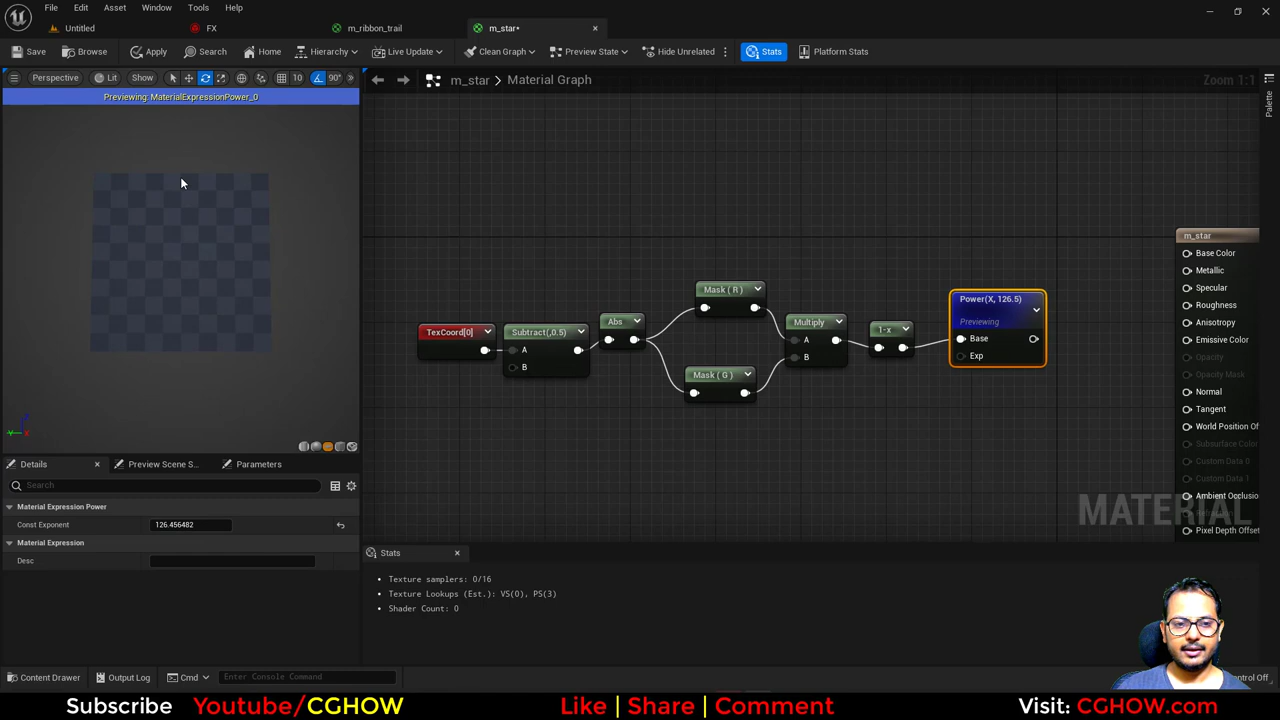 File Edit Asset Window Tools Help
Untitled FX m_ribbon_trail m_star•
Save Browse Apply Search Home Hierarchy Live Update Clean Graph Preview State Hide Unrelated Stats Platform Stats
Perspective Lit Show 10 90°
m_star > Material Graph Zoom 1:1
Palette
Previewing: MaterialExpressionPower_0
m_star
Base Color
Metallic
Specular
Roughness
Anisotropy
Emissive Color
Opacity
Opacity Mask
Normal
Tangent
World Position Of
Subsurface Color
Custom Data 0
Custom Data 1
Ambient Occlusion
Pixel Depth Offset
Mask ( R )
Power(X, 126.5)
Previewing
Base
Exp
TexCoord[0] Subtract(,0.5) Abs Multiply 1-x
A A
B B
Mask ( G )
MATERIAL
Details Preview Scene S... Parameters
Search
Material Expression Power
Const Exponent 126.456482
Material Expression
Desc
Stats
Texture samplers: 0/16
Texture Lookups (Est.): VS(0), PS(3)
Shader Count: 0
Content Drawer Output Log Cmd Enter Console Command
Control Off
Subscribe Youtube/CGHOW Like | Share | Comment Visit: CGHOW.com